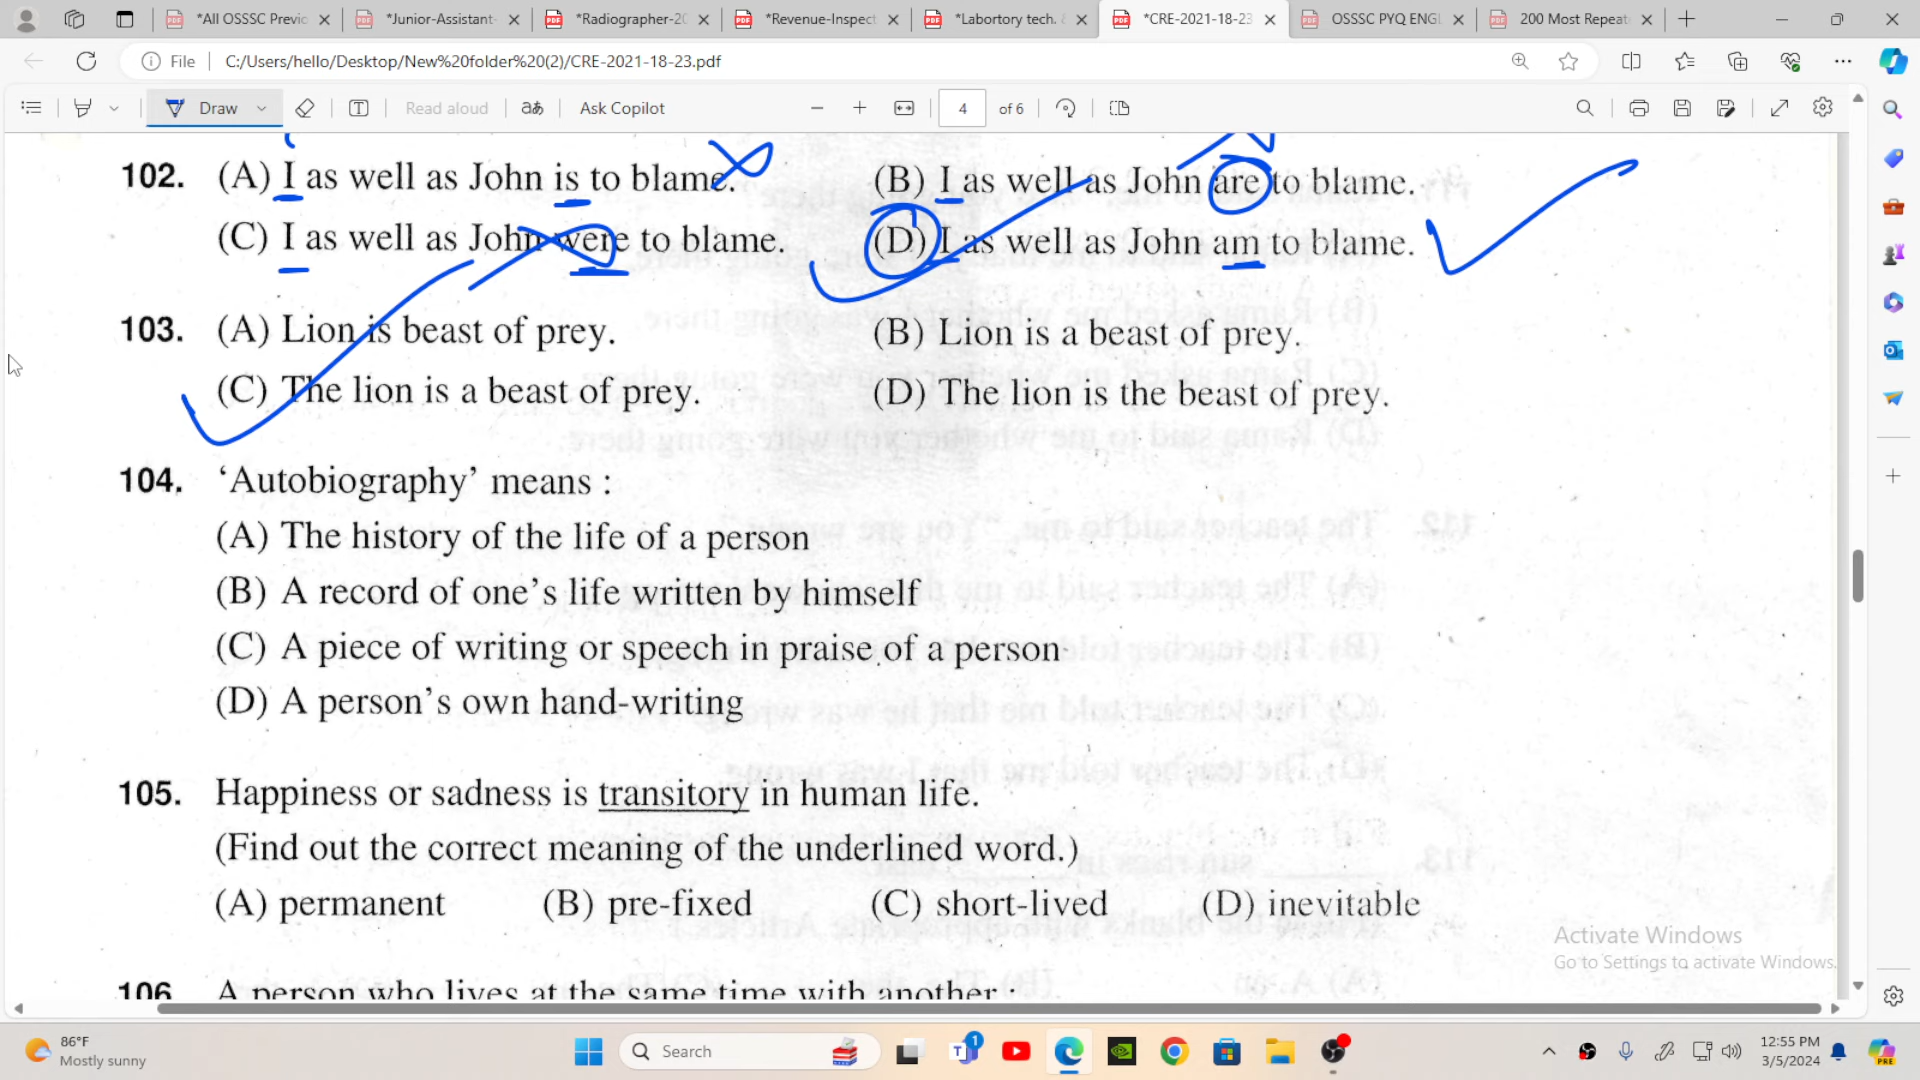 *All OSSSC Previo
*Junior-Assistant-
*Radiographer-20
*Revenue-Inspect
*Labortory tech. &
*CRE-2021-18-23
OSSSC PYQ ENGL
200 Most Repeat
File
C:/Users/hello/Desktop/New%20folder%20(2)/CRE-2021-18-23.pdf
Draw
Read aloud
Ask Copilot
4
of 6
102. (A) I as well as John is to blame. (B) I as well as John are to blame.
(C) I as well as John were to blame. (D) I as well as John am to blame.
103. (A) Lion is beast of prey. (B) Lion is a beast of prey.
(C) The lion is a beast of prey. (D) The lion is the beast of prey.
104. ‘Autobiography’ means :
(A) The history of the life of a person
(B) A record of one’s life written by himself
(C) A piece of writing or speech in praise of a person
(D) A person’s own hand-writing
105. Happiness or sadness is transitory in human life.
(Find out the correct meaning of the underlined word.)
(A) permanent (B) pre-fixed (C) short-lived (D) inevitable
106 A person who lives at the same time with another :
Activate Windows
Go to Settings to activate Windows.
86°F
Mostly sunny
Search
1
PRE
12:55 PM
3/5/2024